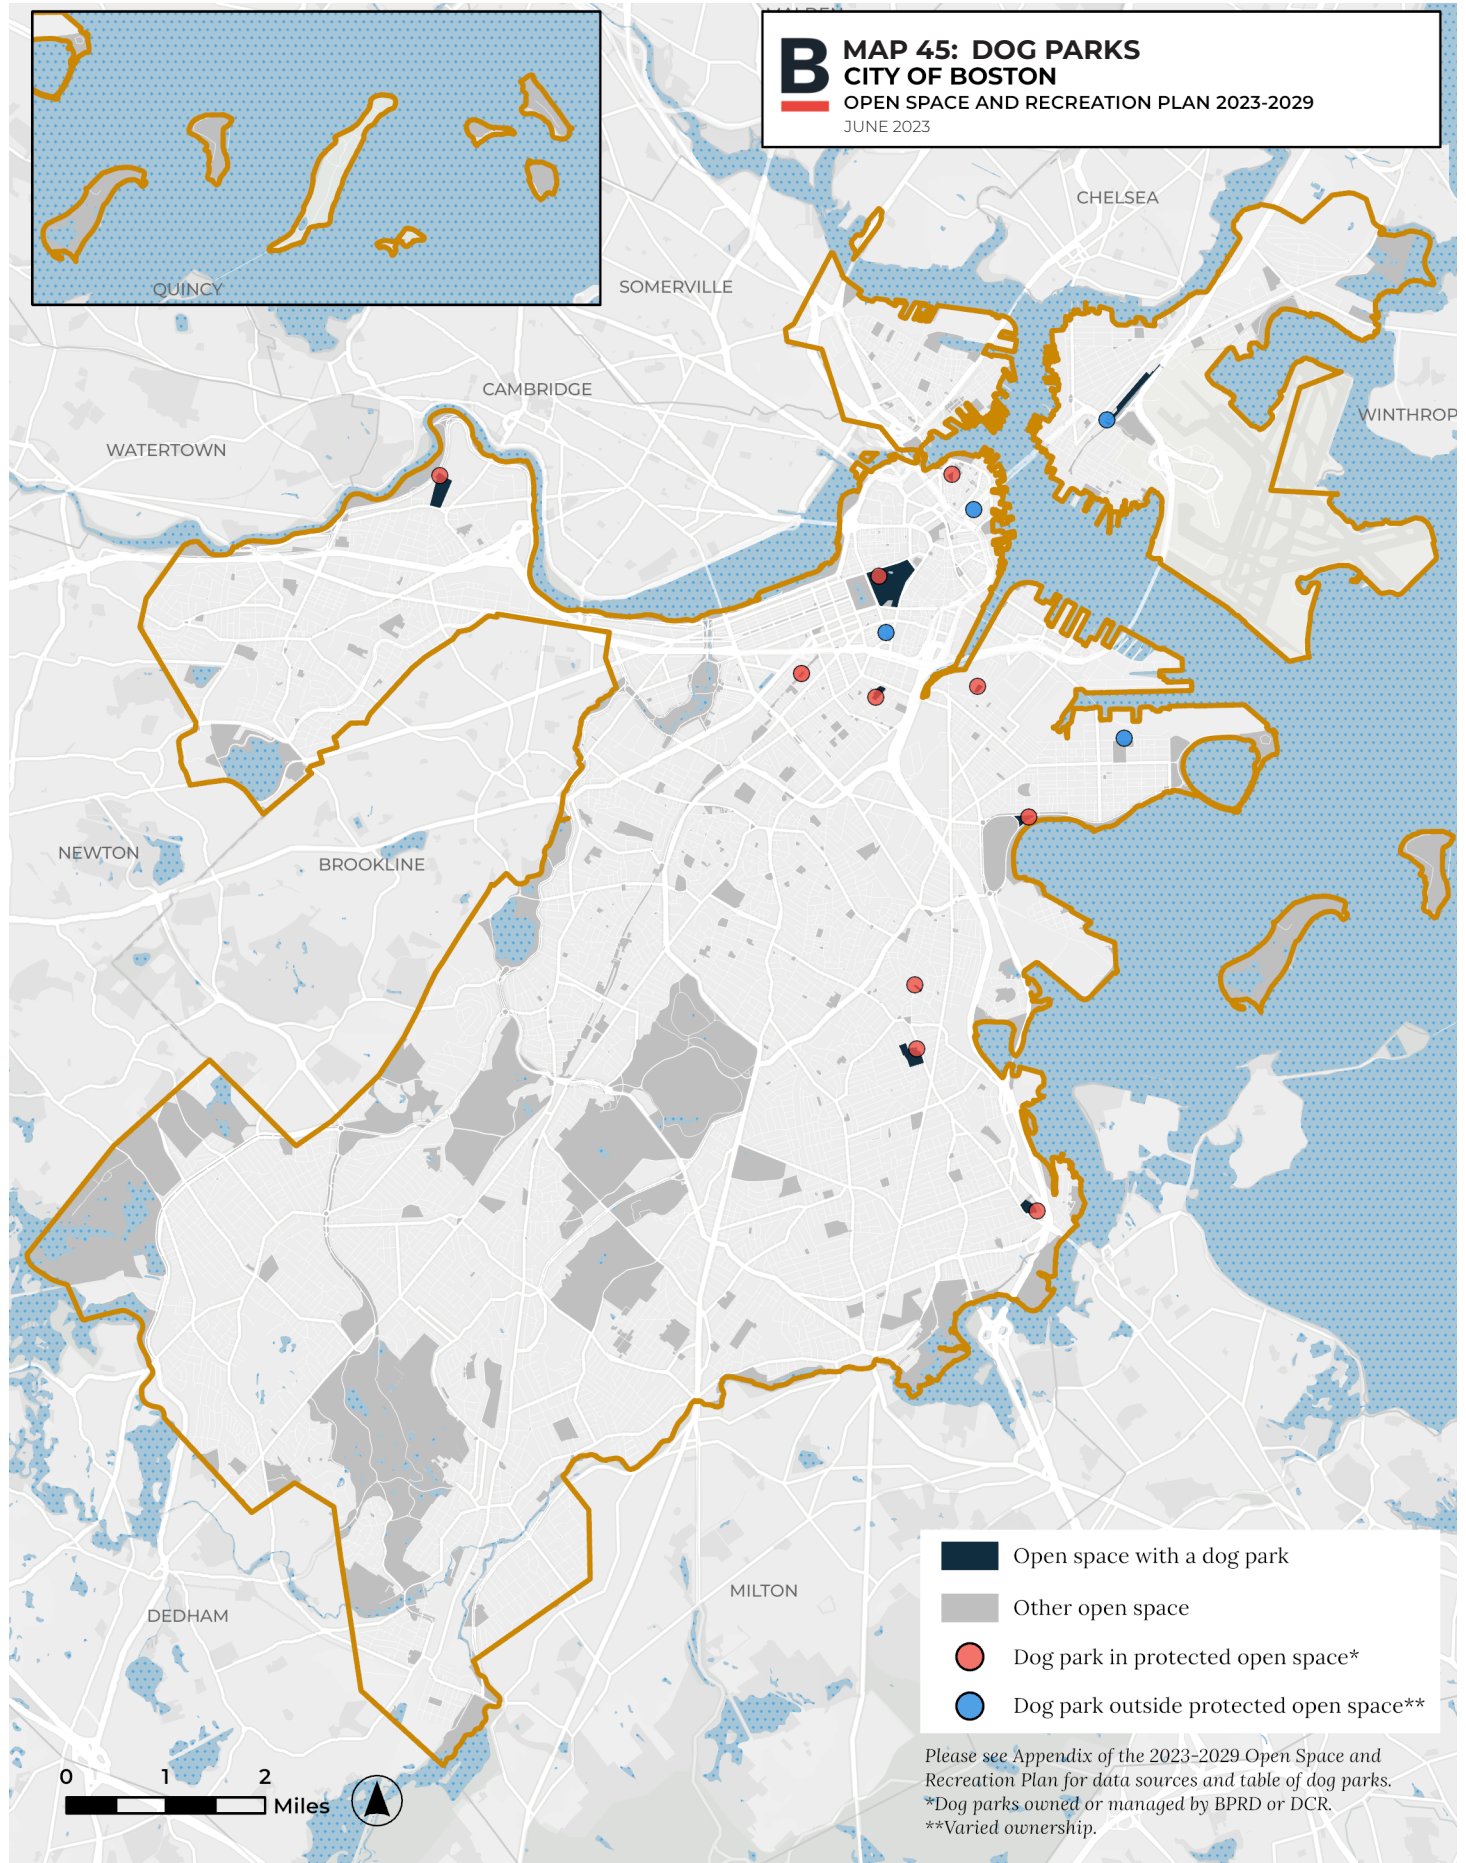 B
MAP 45: DOG PARKS
CITY OF BOSTON
OPEN SPACE AND RECREATION PLAN 2023-2029
JUNE 2023
CHELSEA
QUINCY
SOMERVILLE
CAMBRIDGE
WINTHROP
WATERTOWN
NEWTON
BROOKLINE
MILTON
DEDHAM
Open space with a dog park
Other open space
Dog park in protected open space*
Dog park outside protected open space**
Please see Appendix of the 2023-2029 Open Space and
Recreation Plan for data sources and table of dog parks.
*Dog parks owned or managed by BPRD or DCR.
**Varied ownership.
0 1 2
Miles